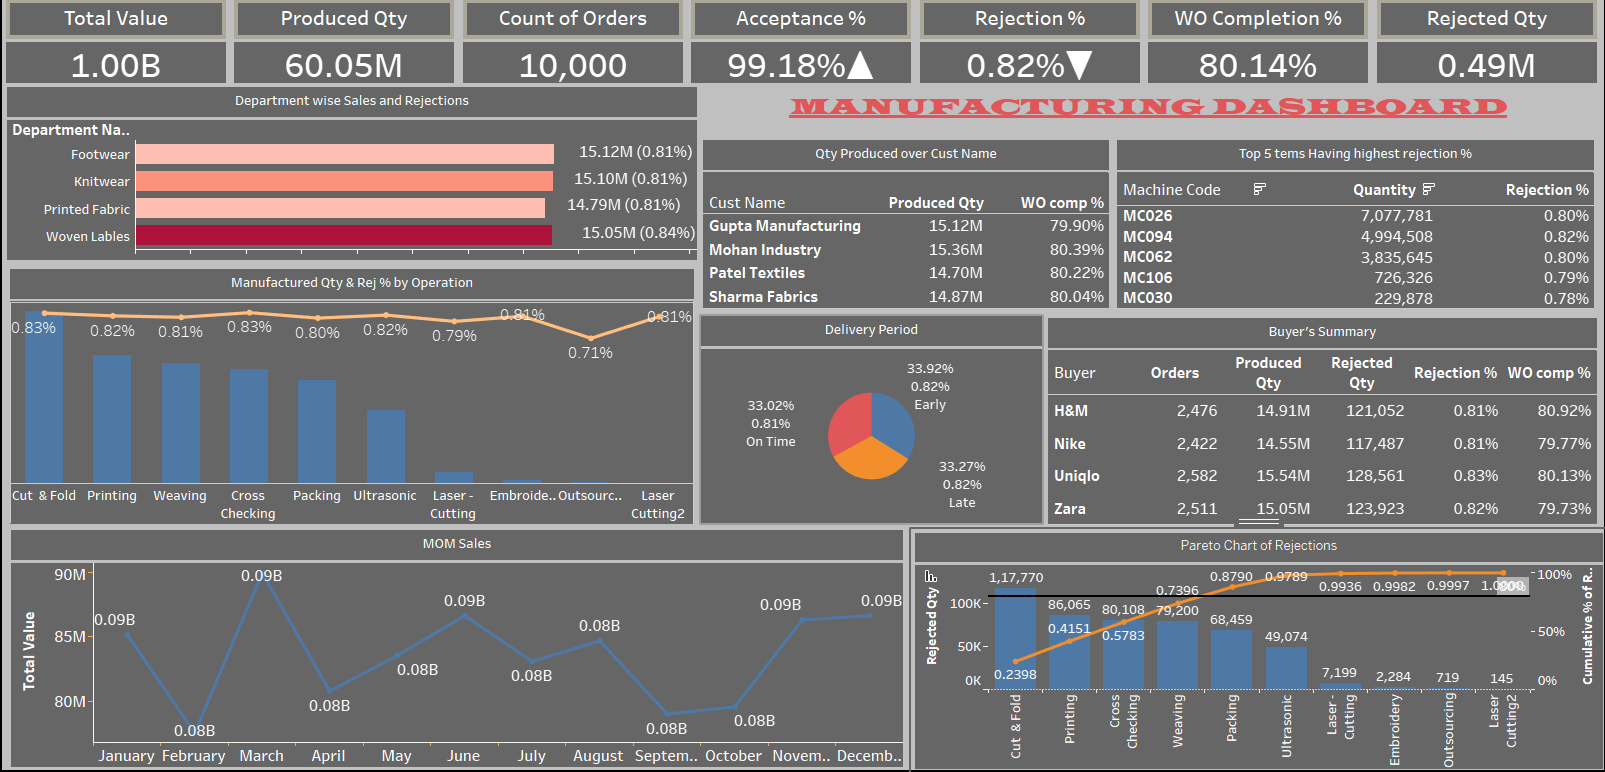 Total Value
Produced Qty
Count of Orders
Acceptance %
Rejection %
WO Completion %
Rejected Qty
1.00B
60.05M
10,000
99.18%▲
0.82%▼
80.14%
0.49M
Department wise Sales and Rejections
Department Na..
Footwear 15.12M (0.81%)
Knitwear 15.10M (0.81%)
Printed Fabric 14.79M (0.81%)
Woven Lables 15.05M (0.84%)
MANUFACTURING DASHBOARD
Qty Produced over Cust Name
Cust Name Produced Qty WO comp %
Gupta Manufacturing 15.12M 79.90%
Mohan Industry 15.36M 80.39%
Patel Textiles 14.70M 80.22%
Sharma Fabrics 14.87M 80.04%
Top 5 tems Having highest rejection %
Machine Code Quantity Rejection %
MC026 7,077,781 0.80%
MC094 4,994,508 0.82%
MC062 3,835,645 0.80%
MC106 726,326 0.79%
MC030 229,878 0.78%
Manufactured Qty & Rej % by Operation
0.83% 0.82% 0.81% 0.83% 0.80% 0.82% 0.79% 0.81% 0.71% 0.81%
Cut & Fold Printing Weaving Cross Packing Ultrasonic Laser - Embroide.. Outsourc.. Laser
Checking Cutting Cutting2
Delivery Period
33.92%
0.82%
Early
33.02%
0.81%
On Time
33.27%
0.82%
Late
Buyer's Summary
Buyer Orders Produced Qty Rejected Qty Rejection % WO comp %
H&M 2,476 14.91M 121,052 0.81% 80.92%
Nike 2,422 14.55M 117,487 0.81% 79.77%
Uniqlo 2,582 15.54M 128,561 0.83% 80.13%
Zara 2,511 15.05M 123,923 0.82% 79.73%
MOM Sales
Total Value
90M
85M
80M
0.09B 0.08B 0.09B 0.08B 0.08B 0.09B 0.08B 0.08B 0.08B 0.08B 0.09B 0.09B
January February March April May June July August Septem.. October Novem.. Decemb..
Pareto Chart of Rejections
Rejected Qty
100K
50K
0K
1,17,770 86,065 80,108 79,200 68,459 49,074 7,199 2,284 719 145
0.2398 0.4151 0.5783 0.7396 0.8790 0.9789 0.9936 0.9982 0.9997 1.0000
80%
100%
50%
0%
Cumulative % of R..
Cut & Fold
Printing
Cross
Checking
Weaving
Packing
Ultrasonic
Laser -
Cutting
Embroidery
Outsourcing
Laser
Cutting2